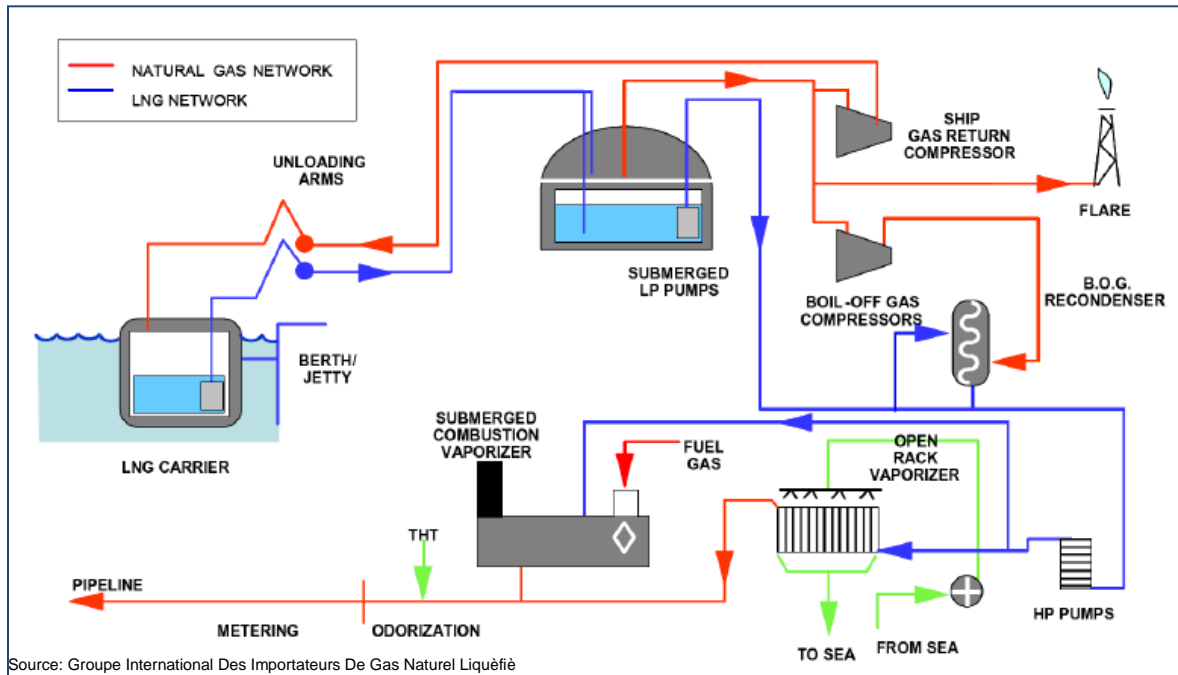 NATURAL GAS NETWORK
LNG NETWORK
UNLOADING
ARMS
SHIP
GAS RETURN
COMPRESSOR
FLARE
SUBMERGED
LP PUMPS
BOIL-OFF GAS
COMPRESSORS
B.O.G.
RECONDENSER
BERTH/
JETTY
LNG CARRIER
SUBMERGED
COMBUSTION
VAPORIZER
FUEL
GAS
OPEN
RACK
VAPORIZER
THT
PIPELINE
METERING
ODORIZATION
TO SEA
FROM SEA
HP PUMPS
Source: Groupe International Des Importateurs De Gas Naturel Liquèfiè